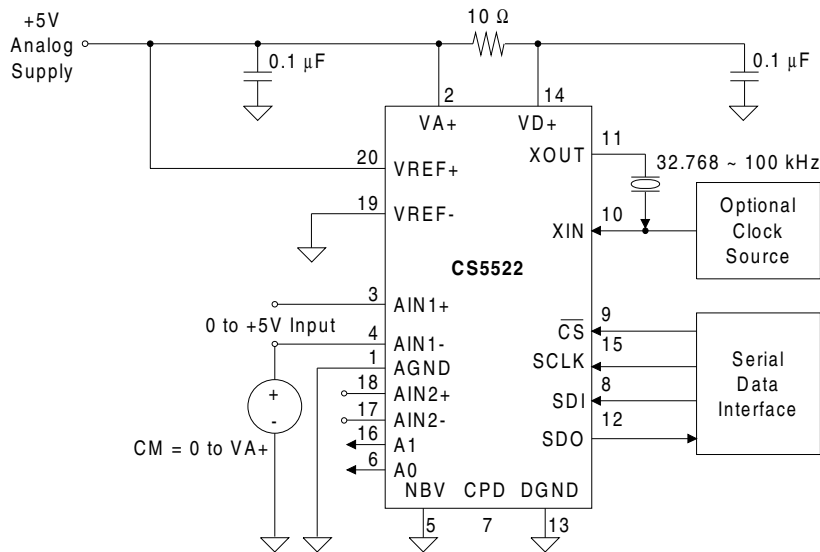 +5V
Analog
Supply
10 Ω
0.1 µF
0.1 µF
2
14
VA+
VD+
11
XOUT
32.768 ~ 100 kHz
20
VREF+
19
VREF-
10
XIN
Optional
Clock
Source
CS5522
3
AIN1+
0 to +5V Input
4
AIN1-
1
AGND
18
AIN2+
17
AIN2-
16
A1
6
A0
+
-
CM = 0 to VA+
9
CS
15
SCLK
8
SDI
12
SDO
Serial
Data
Interface
NBV CPD DGND
5 7 13